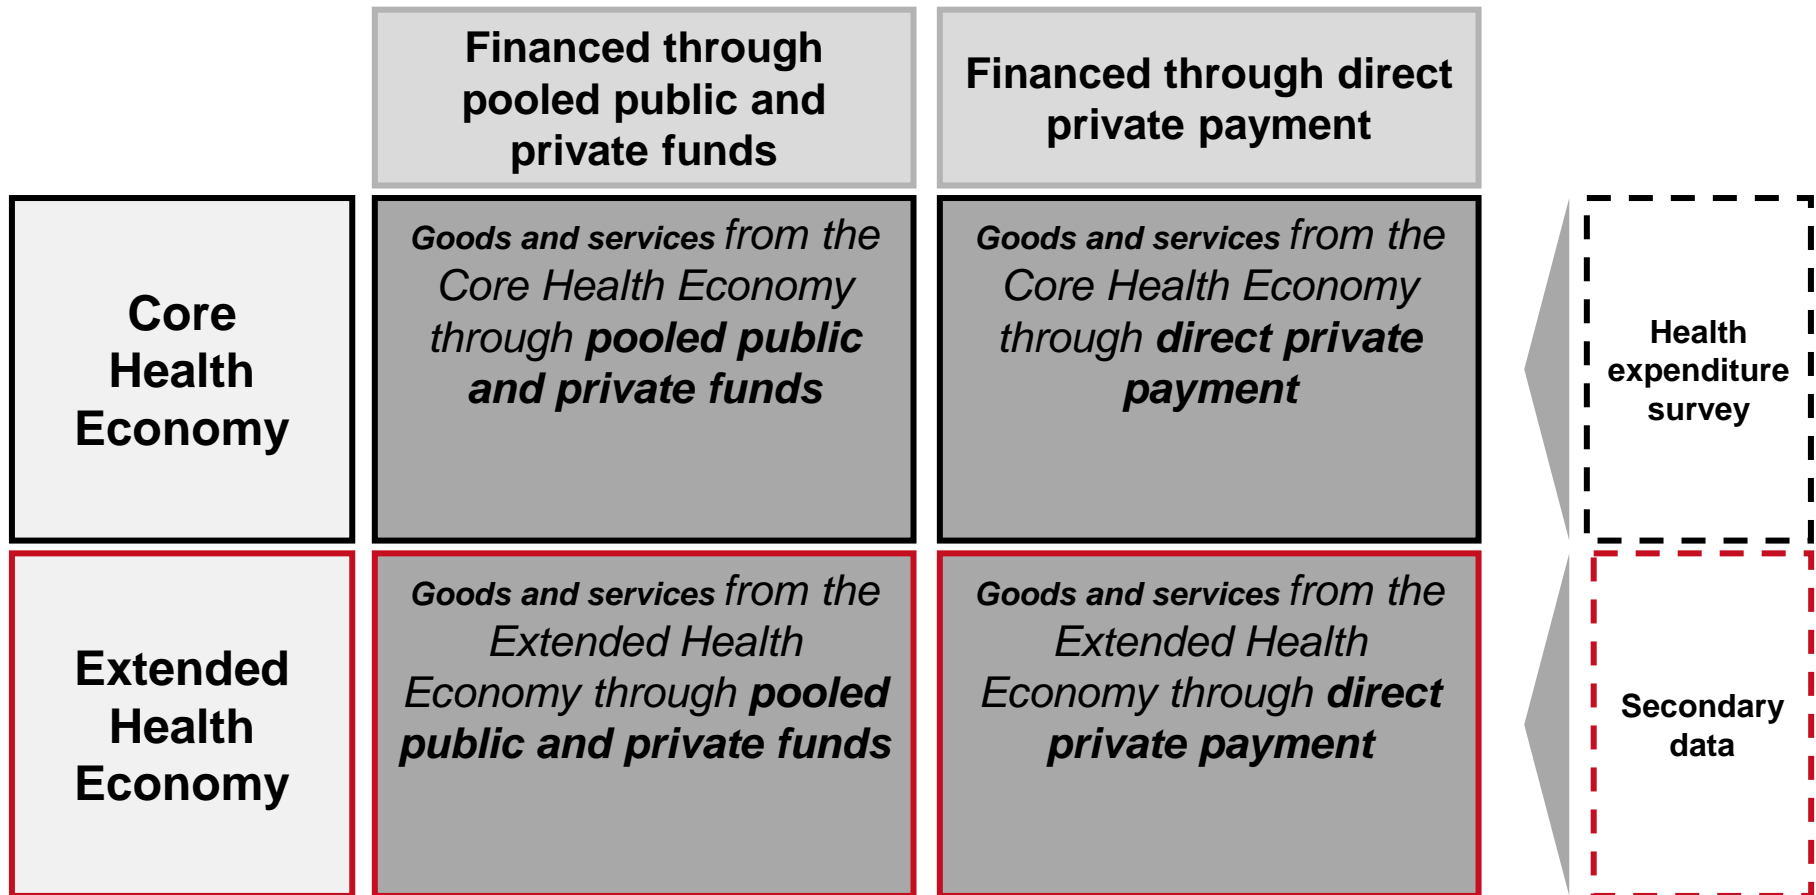 Financed through
pooled public and
private funds
Financed through direct
private payment
Core
Health
Economy
Goods and services from the
Core Health Economy
through pooled public
and private funds
Goods and services from the
Core Health Economy
through direct private
payment
Health
expenditure
survey
Extended
Health
Economy
Goods and services from the
Extended Health
Economy through pooled
public and private funds
Goods and services from the
Extended Health
Economy through direct
private payment
Secondary
data